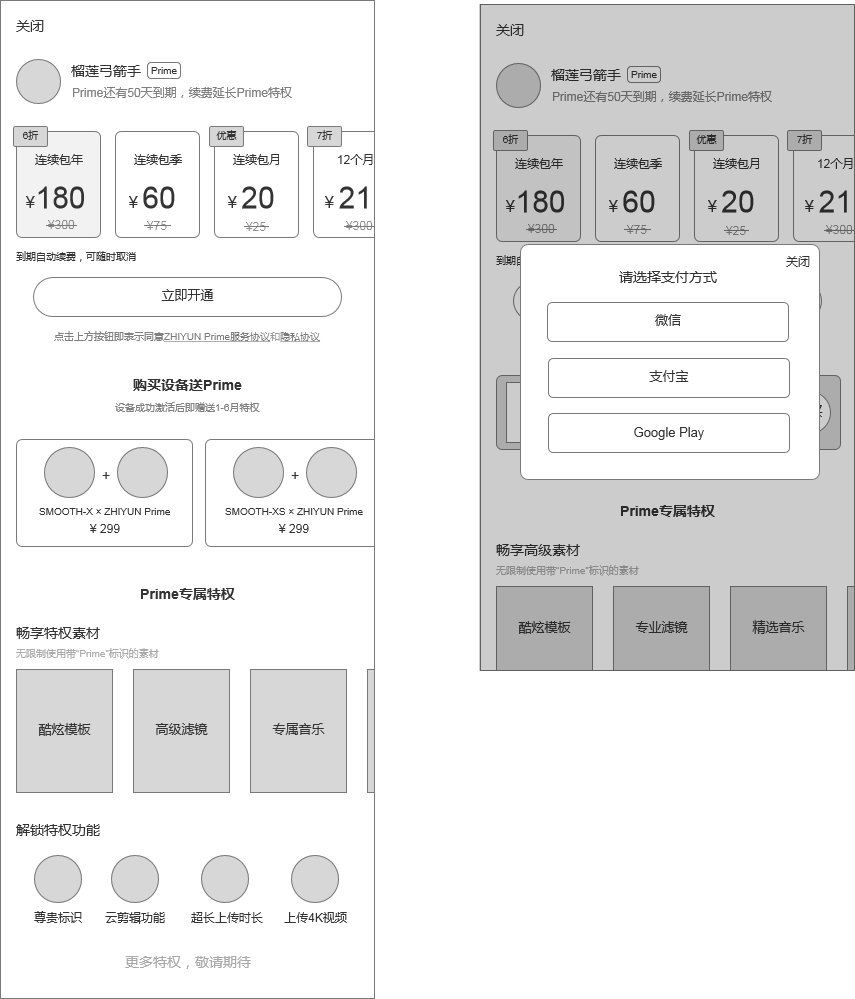 关闭
榴莲弓箭手 Prime
Prime还有50天到期，续费延长Prime特权
6折 优惠 7折
连续包年 连续包季 连续包月 12个月
¥180 ¥60 ¥20 ¥21
¥300 ¥75 ¥25 ¥300
到期自动续费，可随时取消
立即开通
点击上方按钮即表示同意ZHIYUN Prime服务协议和隐私协议
购买设备送Prime
设备成功激活后即赠送1-6月特权
+ +
SMOOTH-X × ZHIYUN Prime SMOOTH-XS × ZHIYUN Prime
¥ 299 ¥ 299
Prime专属特权
畅享特权素材
无限制使用带“Prime”标识的素材
酷炫模板 高级滤镜 专属音乐
解锁特权功能
尊贵标识 云剪辑功能 超长上传时长 上传4K视频
更多特权，敬请期待
关闭
榴莲弓箭手 Prime
Prime还有50天到期，续费延长Prime特权
6折 优惠 7折
连续包年 连续包季 连续包月 12个月
¥180 ¥60 ¥20 ¥21
¥300 ¥75 ¥25 ¥300
到期
关闭
请选择支付方式
微信
支付宝
Google Play
Prime专属特权
畅享高级素材
无限制使用带“Prime”标识的素材
酷炫模板 专业滤镜 精选音乐